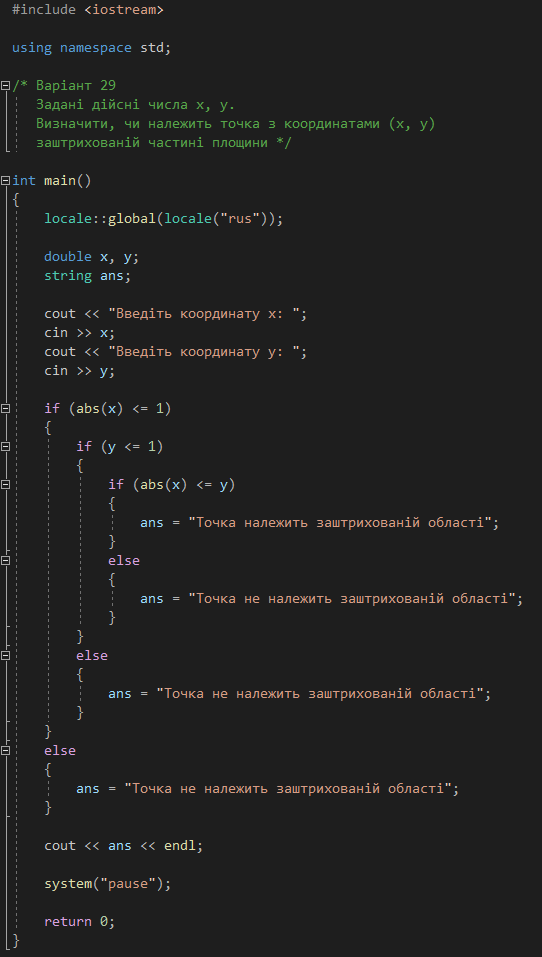 #include <iostream>
using namespace std;
/* Варіант 29
Задані дійсні числа x, y.
Визначити, чи належить точка з координатами (x, y)
заштрихованій частині площини */
int main()
{
locale::global(locale("rus"));
double x, y;
string ans;
cout << "Введіть координату x: ";
cin >> x;
cout << "Введіть координату y: ";
cin >> y;
if (abs(x) <= 1)
{
if (y <= 1)
{
if (abs(x) <= y)
{
ans = "Точка належить заштрихованій області";
}
else
{
ans = "Точка не належить заштрихованій області";
}
}
else
{
ans = "Точка не належить заштрихованій області";
}
}
else
{
ans = "Точка не належить заштрихованій області";
}
cout << ans << endl;
system("pause");
return 0;
}